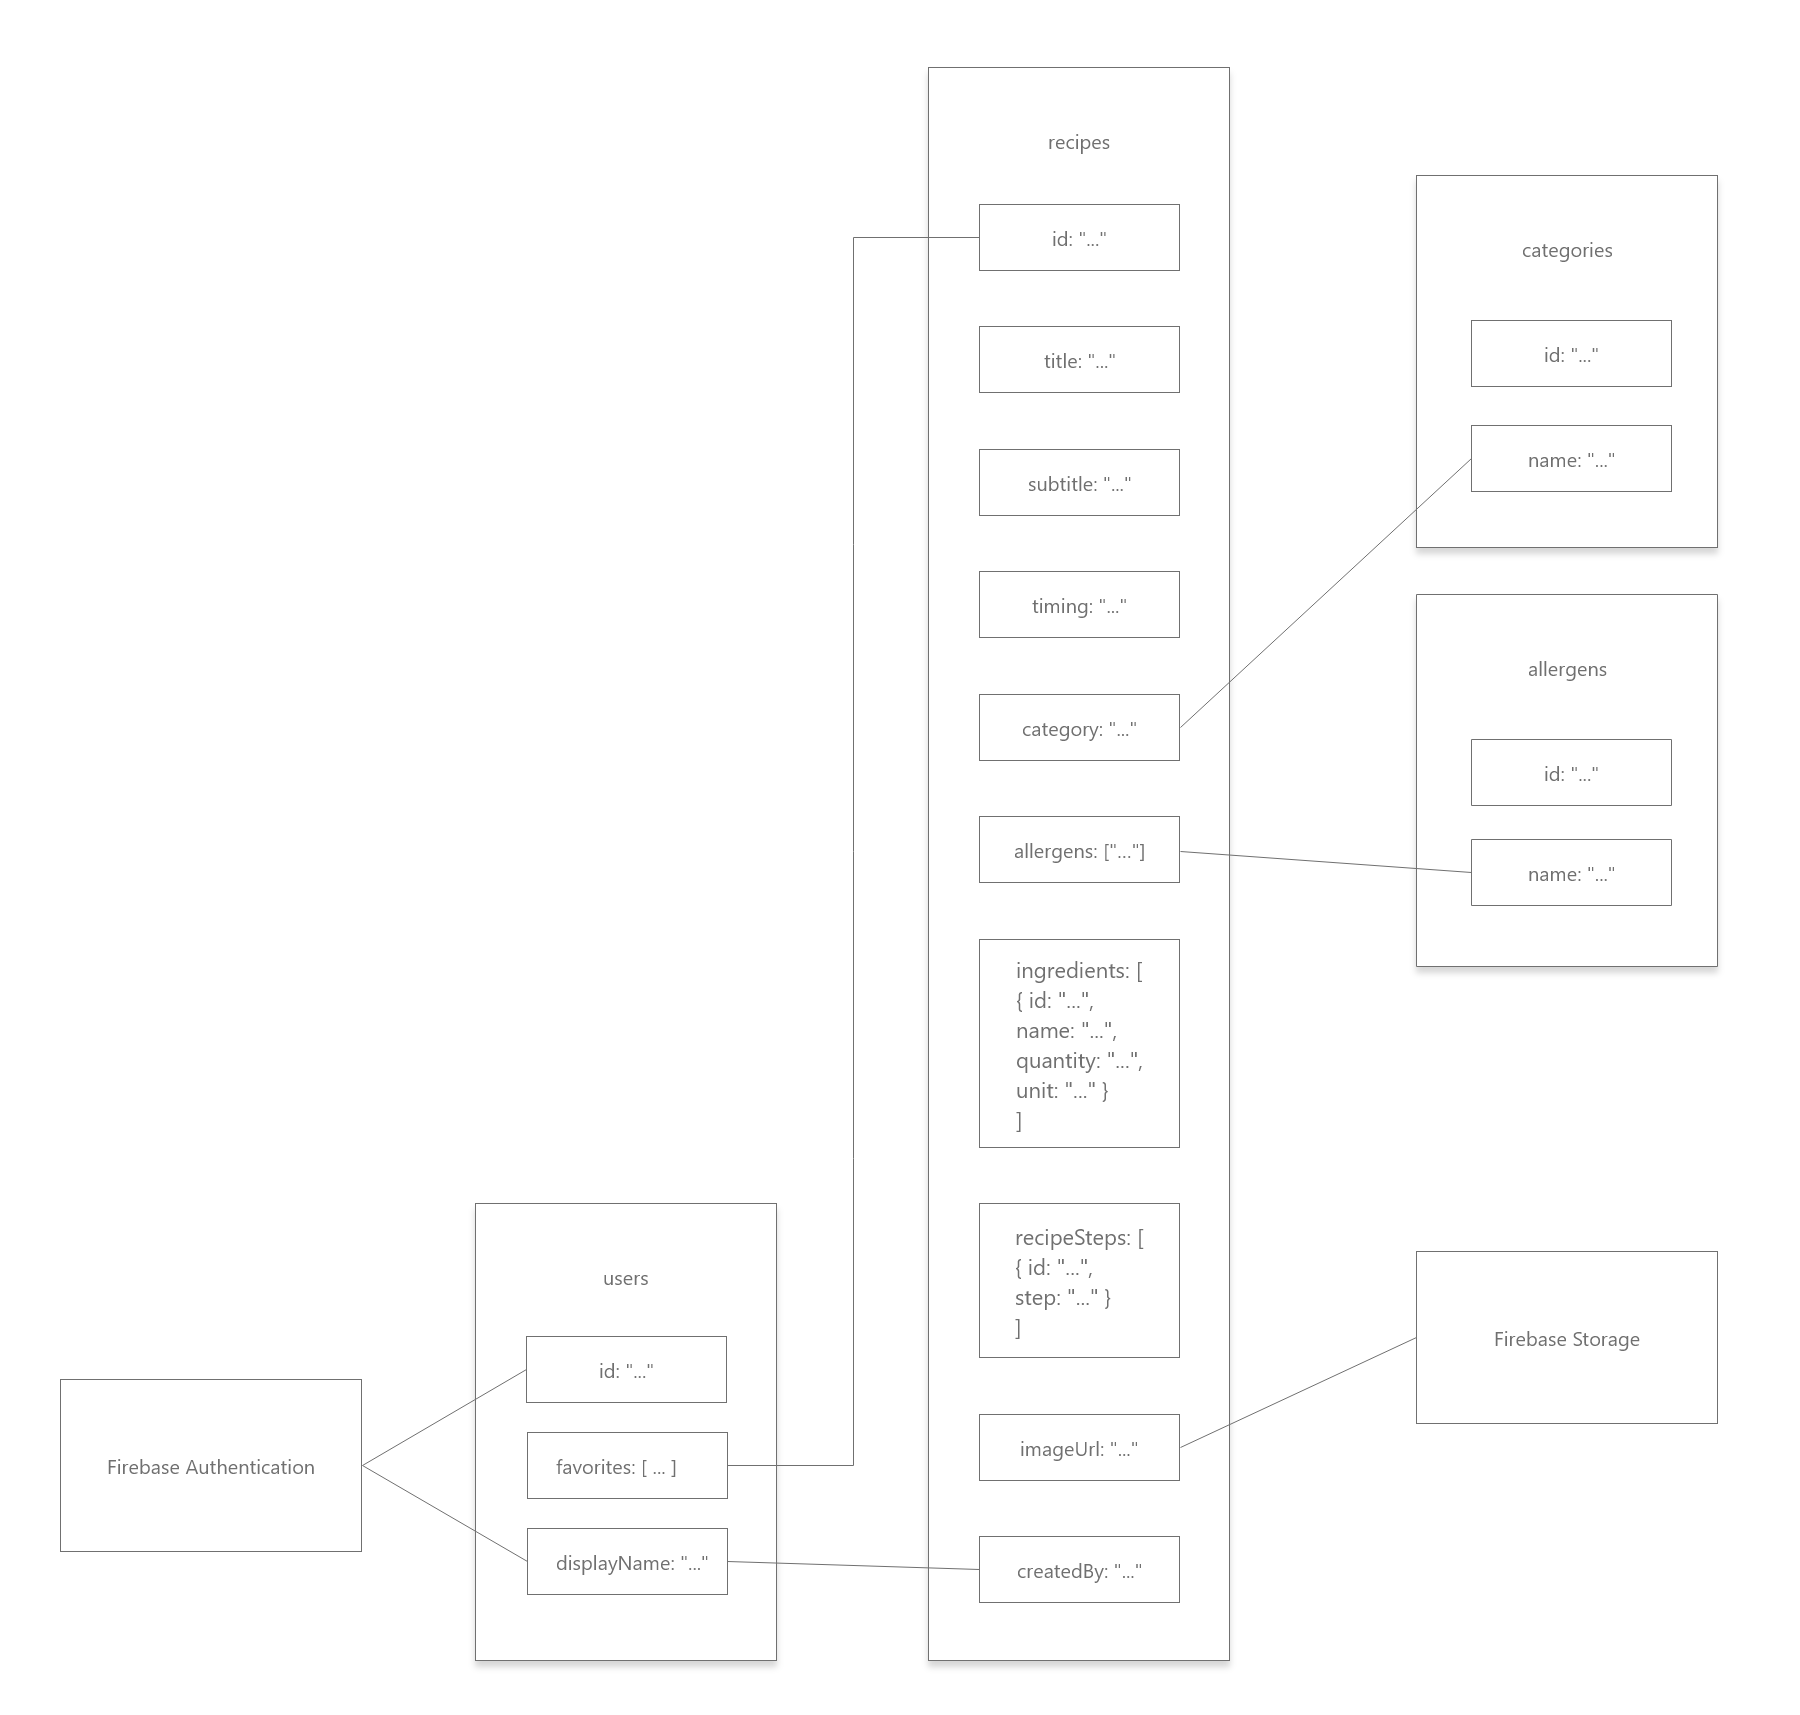 recipes
id: "..."
title: "..."
subtitle: "..."
timing: "..."
category: "..."
allergens: ["..."]
ingredients: [
{ id: "...",
name: "...",
quantity: "...",
unit: "..." }
]
recipeSteps: [
{ id: "...",
step: "..." }
]
imageUrl: "..."
createdBy: "..."
categories
id: "..."
name: "..."
allergens
id: "..."
name: "..."
Firebase Storage
users
id: "..."
favorites: [ ... ]
displayName: "..."
Firebase Authentication